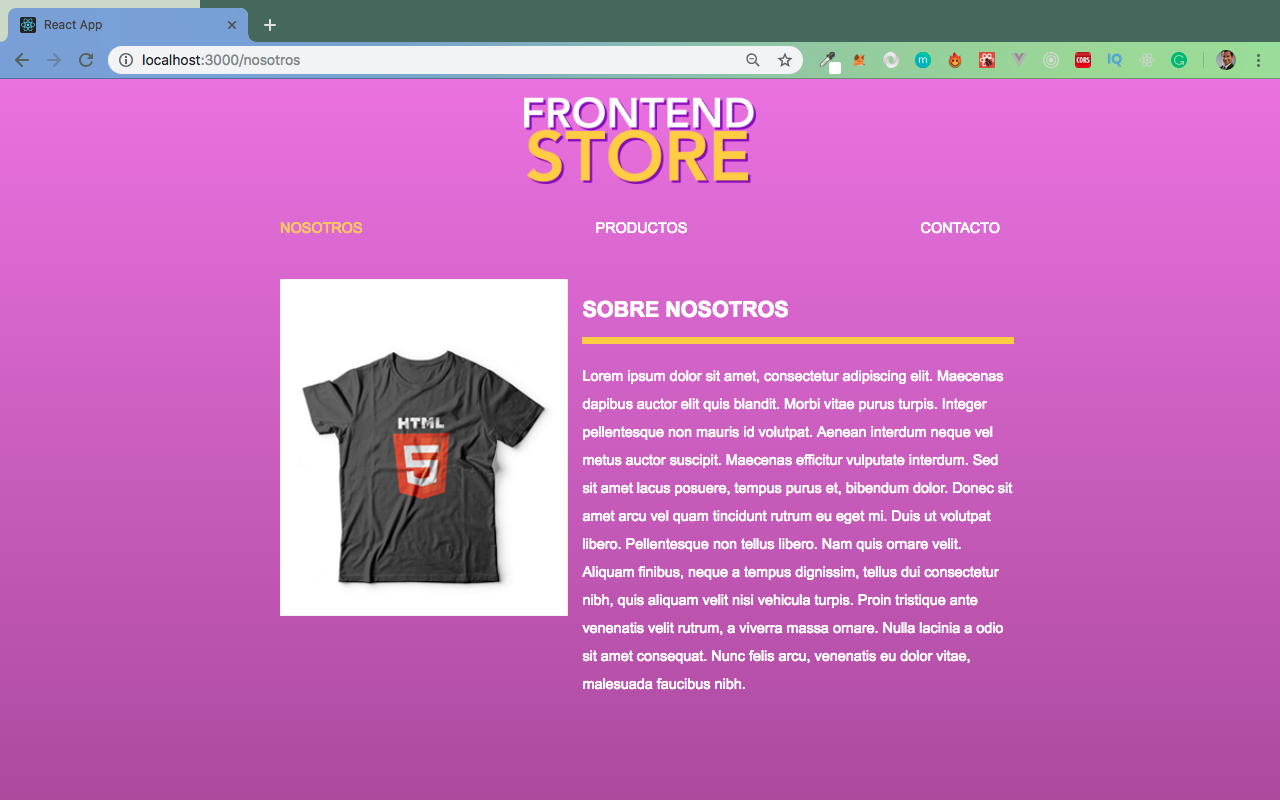 React App
localhost:3000/nosotros
m
CORS
IQ
FRONTEND
STORE
NOSOTROS PRODUCTOS CONTACTO
HTML
5
SOBRE NOSOTROS
Lorem ipsum dolor sit amet, consectetur adipiscing elit. Maecenas
dapibus auctor elit quis blandit. Morbi vitae purus turpis. Integer
pellentesque non mauris id volutpat. Aenean interdum neque vel
metus auctor suscipit. Maecenas efficitur vulputate interdum. Sed
sit amet lacus posuere, tempus purus et, bibendum dolor. Donec sit
amet arcu vel quam tincidunt rutrum eu eget mi. Duis ut volutpat
libero. Pellentesque non tellus libero. Nam quis ornare velit.
Aliquam finibus, neque a tempus dignissim, tellus dui consectetur
nibh, quis aliquam velit nisi vehicula turpis. Proin tristique ante
venenatis velit rutrum, a viverra massa ornare. Nulla lacinia a odio
sit amet consequat. Nunc felis arcu, venenatis eu dolor vitae,
malesuada faucibus nibh.